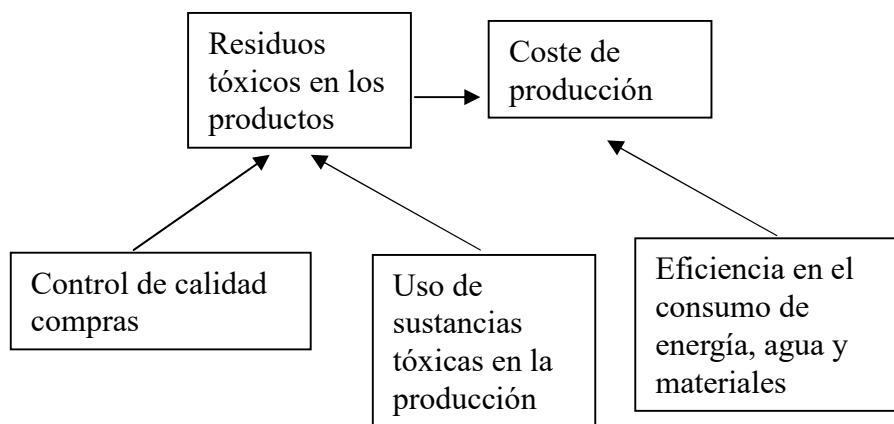 Residuos
tóxicos en los
productos
Coste de
producción
Control de calidad
compras
Uso de
sustancias
tóxicas en la
producción
Eficiencia en el
consumo de
energía, agua y
materiales